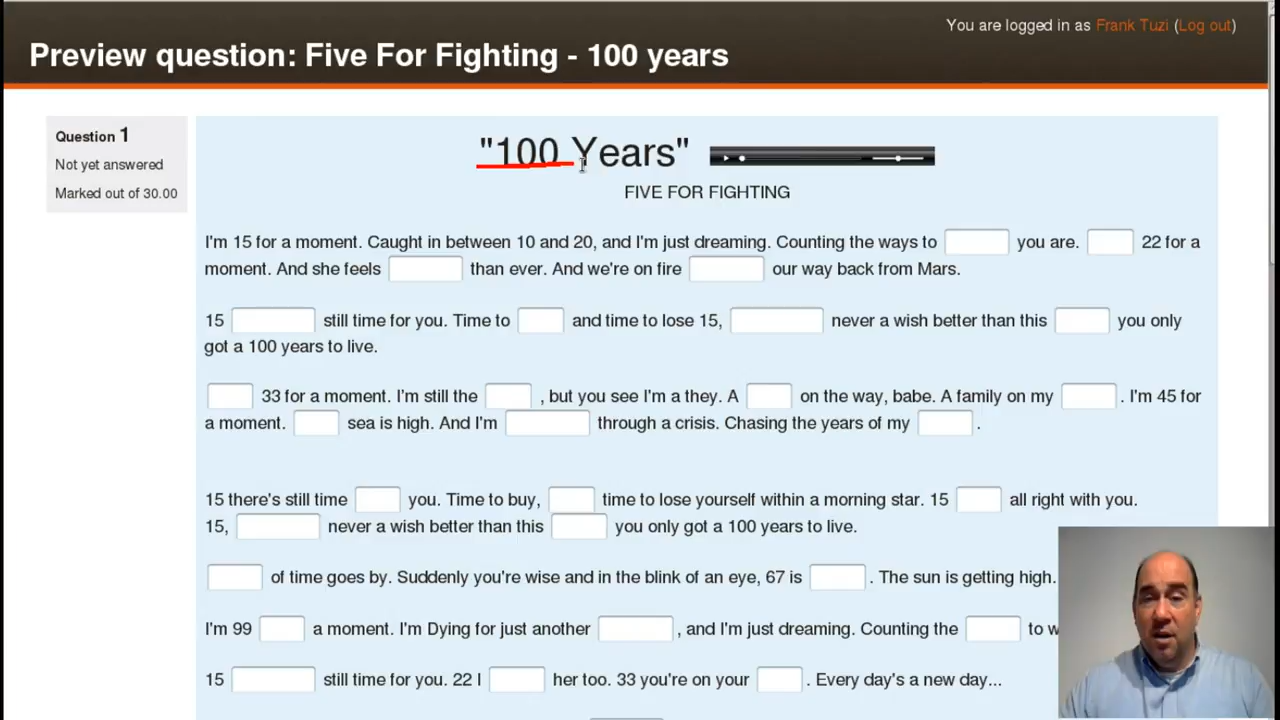 You are logged in as Frank Tuzi (Log out)
Preview question: Five For Fighting - 100 years
Question 1
Not yet answered
Marked out of 30.00
"100 Years"
FIVE FOR FIGHTING
I'm 15 for a moment. Caught in between 10 and 20, and I'm just dreaming. Counting the ways to you are. 22 for a
moment. And she feels than ever. And we're on fire our way back from Mars.
15 still time for you. Time to and time to lose 15, never a wish better than this you only
got a 100 years to live.
33 for a moment. I'm still the , but you see I'm a they. A on the way, babe. A family on my . I'm 45 for
a moment. sea is high. And I'm through a crisis. Chasing the years of my .
15 there's still time you. Time to buy, time to lose yourself within a morning star. 15 all right with you.
15, never a wish better than this you only got a 100 years to live.
of time goes by. Suddenly you're wise and in the blink of an eye, 67 is . The sun is getting high.
I'm 99 a moment. I'm Dying for just another , and I'm just dreaming. Counting the to w
15 still time for you. 22 I her too. 33 you're on your . Every day's a new day...